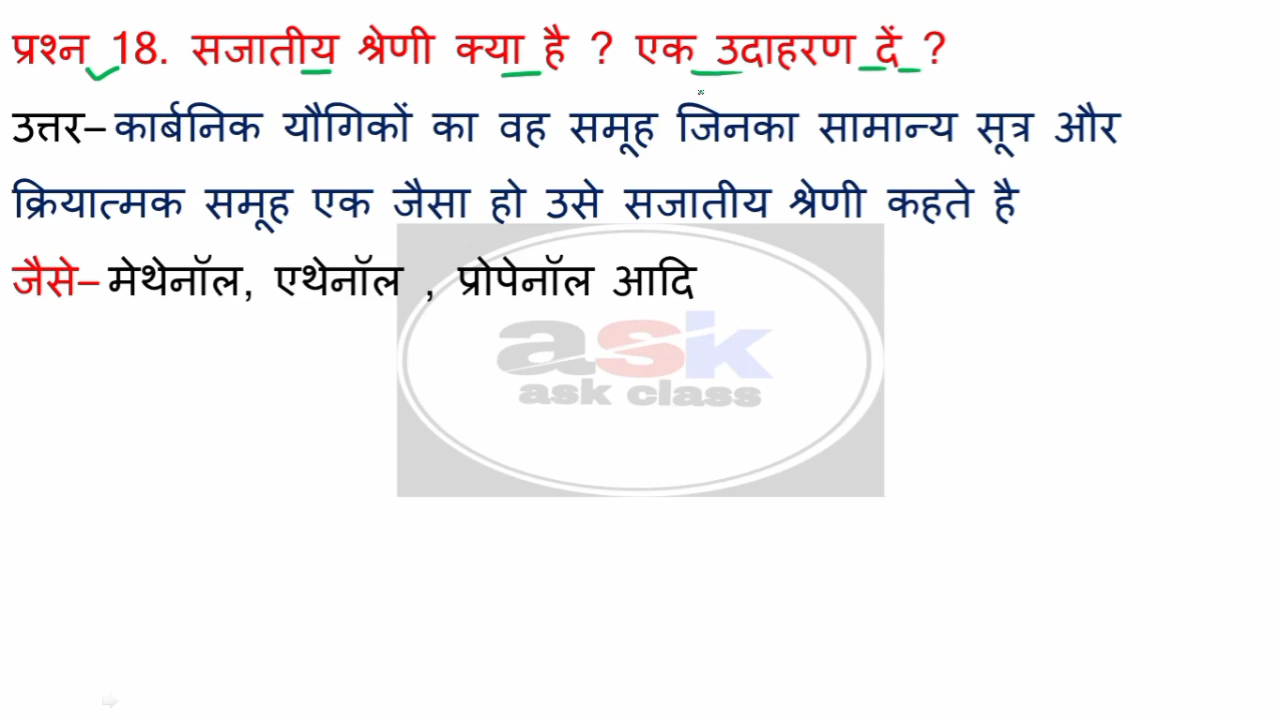 प्रश्न 18. सजातीय श्रेणी क्या है ? एक उदाहरण दें ?
उत्तर– कार्बनिक यौगिकों का वह समूह जिनका सामान्य सूत्र और
क्रियात्मक समूह एक जैसा हो उसे सजातीय श्रेणी कहते है
जैसे– मेथेनॉल, एथेनॉल , प्रोपेनॉल आदि
ask
ask class